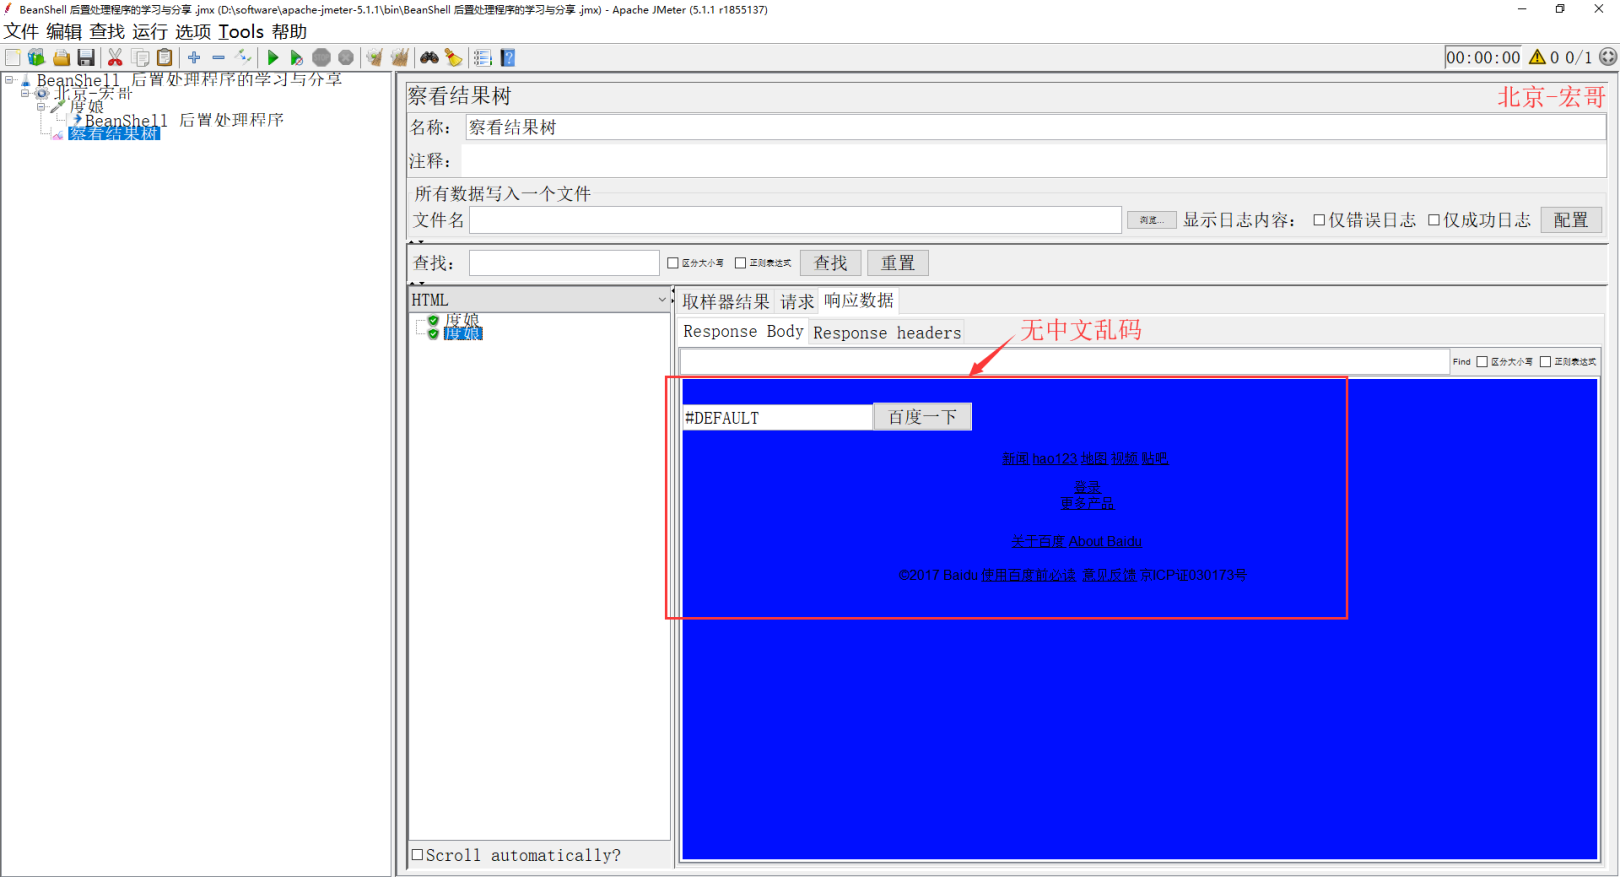 BeanShell 后置处理程序的学习与分享 .jmx (D:\software\apache-jmeter-5.1.1\bin\BeanShell 后置处理程序的学习与分享 .jmx) - Apache JMeter (5.1.1 r1855137)
文件 编辑 查找 运行 选项 Tools 帮助
00:00:00 0 0/1
BeanShell 后置处理程序的学习与分享
北京-宏哥
度娘
BeanShell 后置处理程序
察看结果树
察看结果树
北京-宏哥
名称： 察看结果树
注释：
所有数据写入一个文件
文件名 浏览... 显示日志内容： 仅错误日志 仅成功日志 配置
查找： 区分大小写 正则表达式 查找 重置
HTML
度娘
度娘
Scroll automatically?
取样器结果 请求 响应数据
Response Body Response headers
无中文乱码
Find 区分大小写 正则表达式
#DEFAULT 百度一下
新闻 hao123 地图 视频 贴吧
登录
更多产品
关于百度 About Baidu
©2017 Baidu 使用百度前必读 意见反馈 京ICP证030173号